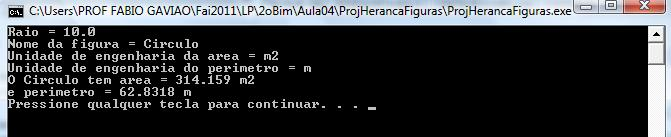 C:\Users\PROF FABIO GAVIAO\Fai2011\LP\2oBim\Aula04\ProjHerancaFiguras\ProjHerancaFiguras.exe
Raio = 10.0
Nome da figura = Circulo
Unidade de engenharia da area = m2
Unidade de engenharia do perimetro = m
O Circulo tem area = 314.159 m2
e perimetro = 62.8318 m
Pressione qualquer tecla para continuar. . . _